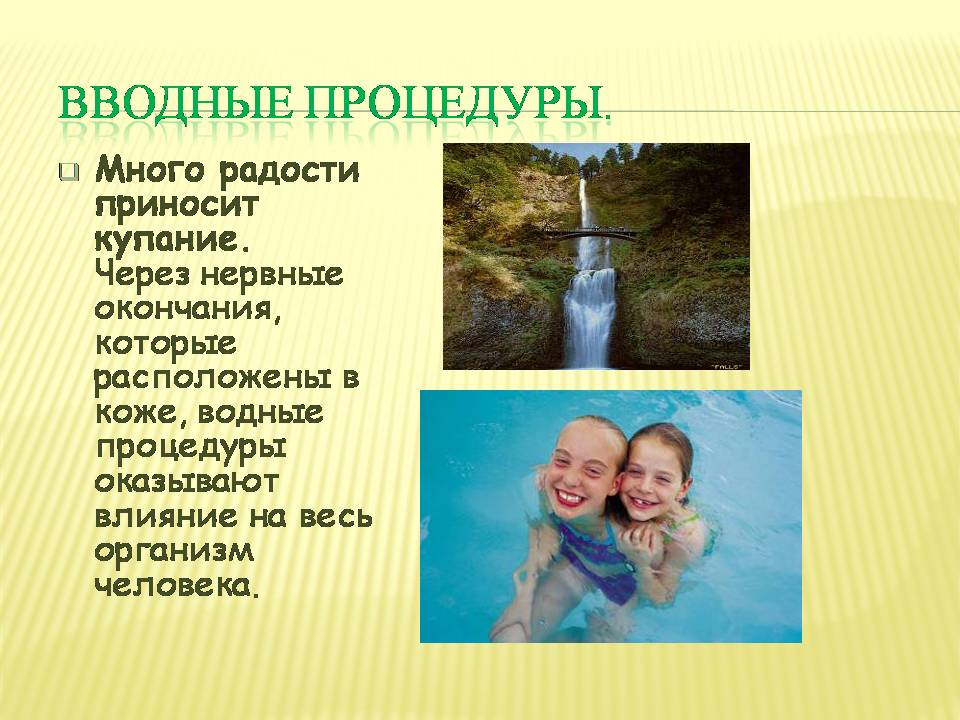 ВВОДНЫЕ ПРОЦЕДУРЫ.
Много радости
приносит
купание.
Через нервные
окончания,
которые
расположены в
коже, водные
процедуры
оказывают
влияние на весь
организм
человека.
"FALLS"